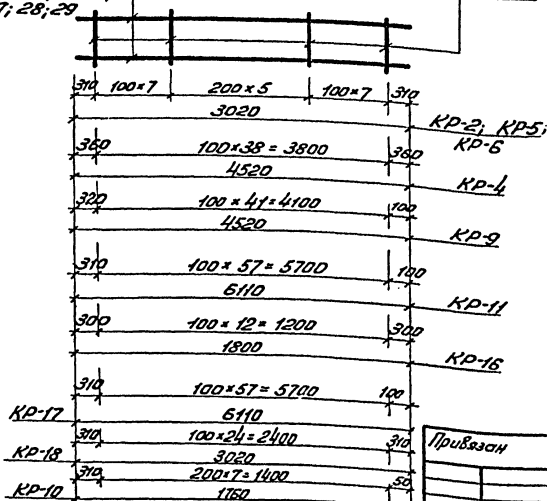 7; 28; 29
310 100×7 200×5 100×7 310
3020
КР-2; КР-5;
КР-6
360 100×38 = 3800 360
4520
КР-4
320 100×41 = 4100 100
4520
КР-9
310 100×57 = 5700 100
6110
КР-11
300 100×12 = 1200 300
1800
КР-16
310 100×57 = 5700 100
КР-17 6110
310 100×24 = 2400 310
КР-18 3020
310 200×7 = 1400 50
КР-10 1760
Привязан